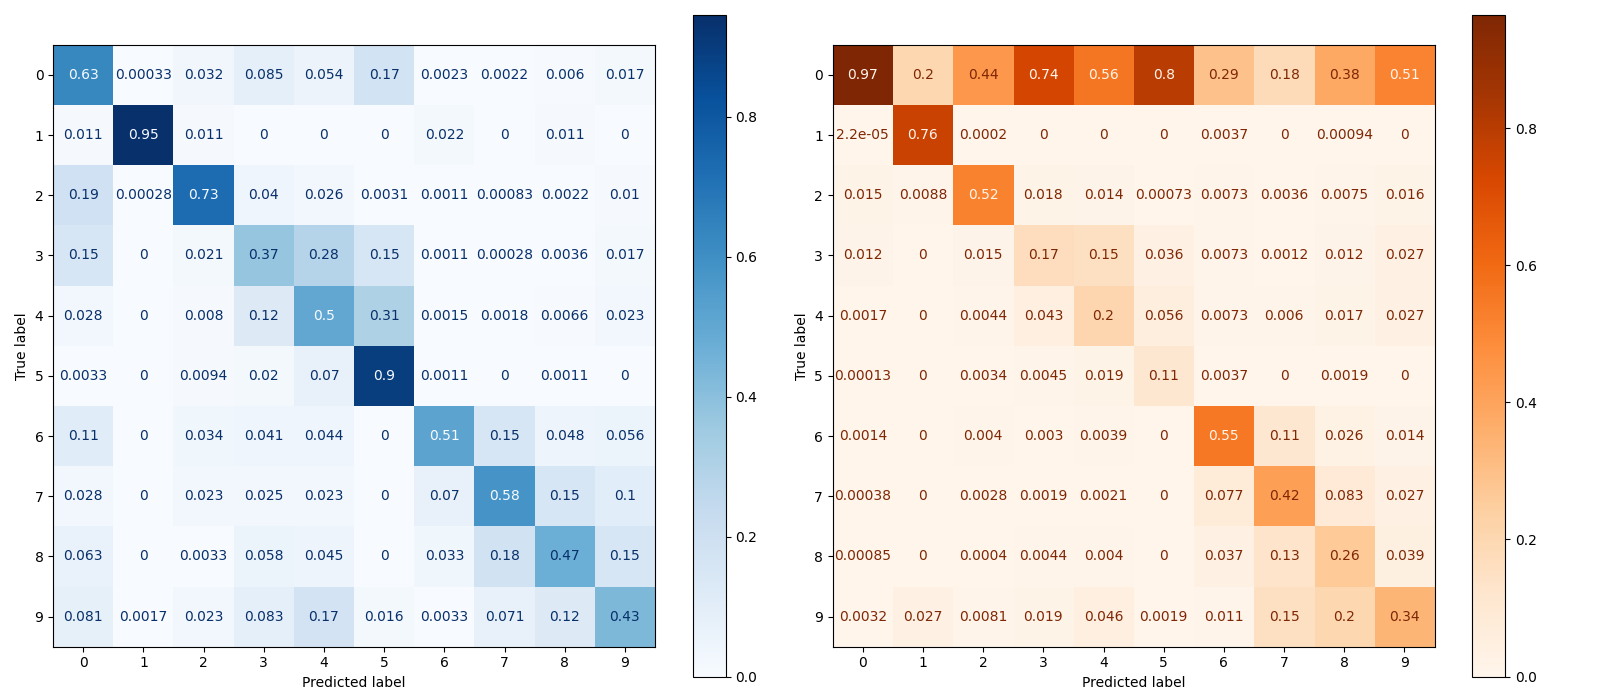 0 0.63 0.00033 0.032 0.085 0.054 0.17 0.0023 0.0022 0.006 0.017
1 0.011 0.95 0.011 0 0 0 0.022 0 0.011 0
2 0.19 0.00028 0.73 0.04 0.026 0.0031 0.0011 0.00083 0.0022 0.01
3 0.15 0 0.021 0.37 0.28 0.15 0.0011 0.00028 0.0036 0.017
4 0.028 0 0.008 0.12 0.5 0.31 0.0015 0.0018 0.0066 0.023
5 0.0033 0 0.0094 0.02 0.07 0.9 0.0011 0 0.0011 0
6 0.11 0 0.034 0.041 0.044 0 0.51 0.15 0.048 0.056
7 0.028 0 0.023 0.025 0.023 0 0.07 0.58 0.15 0.1
8 0.063 0 0.0033 0.058 0.045 0 0.033 0.18 0.47 0.15
9 0.081 0.0017 0.023 0.083 0.17 0.016 0.0033 0.071 0.12 0.43
0 1 2 3 4 5 6 7 8 9
Predicted label
True label
0.8
0.6
0.4
0.2
0.0
0 0.97 0.2 0.44 0.74 0.56 0.8 0.29 0.18 0.38 0.51
1 2.2e-05 0.76 0.0002 0 0 0 0.0037 0 0.00094 0
2 0.015 0.0088 0.52 0.018 0.014 0.00073 0.0073 0.0036 0.0075 0.016
3 0.012 0 0.015 0.17 0.15 0.036 0.0073 0.0012 0.012 0.027
4 0.0017 0 0.0044 0.043 0.2 0.056 0.0073 0.006 0.017 0.027
5 0.00013 0 0.0034 0.0045 0.019 0.11 0.0037 0 0.0019 0
6 0.0014 0 0.004 0.003 0.0039 0 0.55 0.11 0.026 0.014
7 0.00038 0 0.0028 0.0019 0.0021 0 0.077 0.42 0.083 0.027
8 0.00085 0 0.0004 0.0044 0.004 0 0.037 0.13 0.26 0.039
9 0.0032 0.027 0.0081 0.019 0.046 0.0019 0.011 0.15 0.2 0.34
0 1 2 3 4 5 6 7 8 9
Predicted label
True label
0.8
0.6
0.4
0.2
0.0